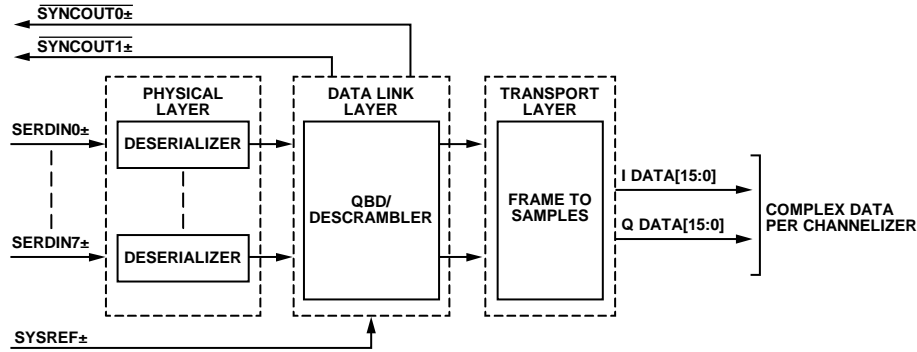 SYNCOUT0±
SYNCOUT1±
PHYSICAL
LAYER
DATA LINK
LAYER
TRANSPORT
LAYER
SERDIN0±
DESERIALIZER
QBD/
DESCRAMBLER
FRAME TO
SAMPLES
I DATA[15:0]
Q DATA[15:0]
COMPLEX DATA
PER CHANNELIZER
SERDIN7±
DESERIALIZER
SYSREF±